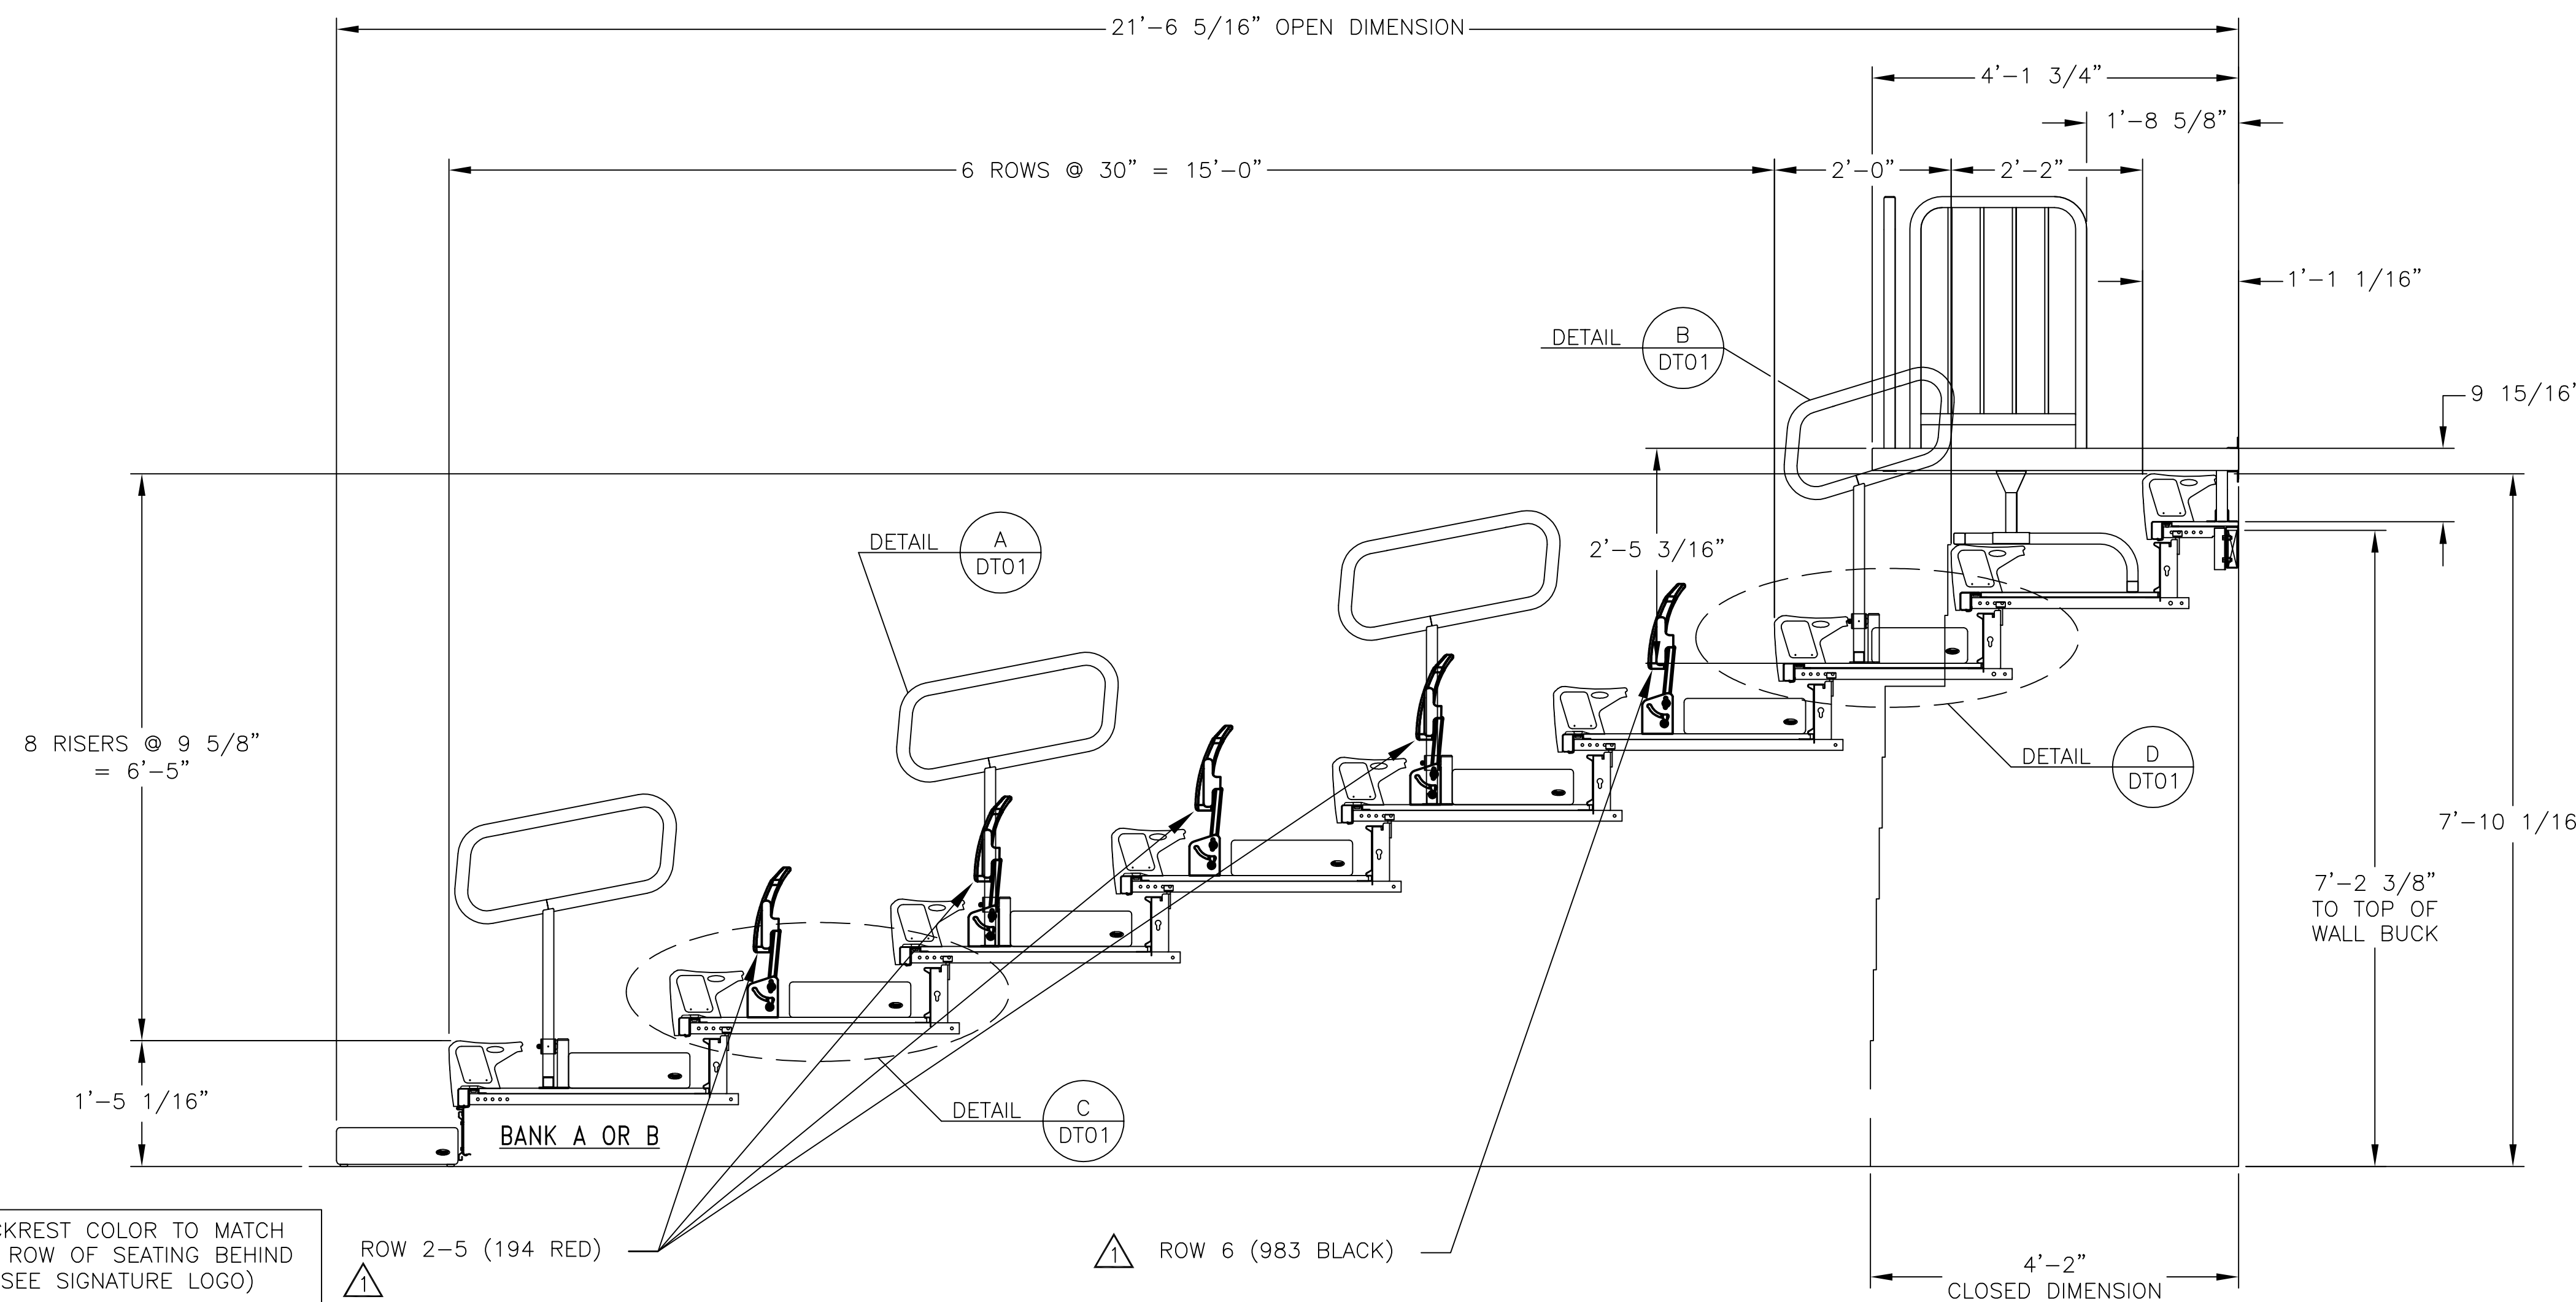 21'-6 5/16" OPEN DIMENSION
4'-1 3/4"
1'-8 5/8"
6 ROWS @ 30" = 15'-0"
2'-0"
2'-2"
1'-1 1/16"
DETAIL
B
DT01
9 15/16"
DETAIL
A
DT01
2'-5 3/16"
8 RISERS @ 9 5/8"
= 6'-5"
DETAIL
D
DT01
7'-10 1/16
7'-2 3/8"
TO TOP OF
WALL BUCK
1'-5 1/16"
DETAIL
C
DT01
BANK A OR B
CKREST COLOR TO MATCH
ROW OF SEATING BEHIND
SEE SIGNATURE LOGO)
ROW 2-5 (194 RED)
1
1
ROW 6 (983 BLACK)
4'-2"
CLOSED DIMENSION